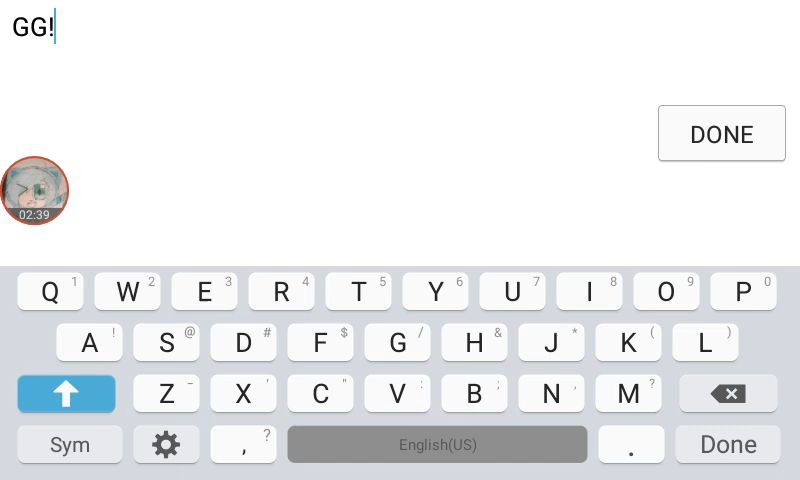 GG!
DONE
02:39
Q 1 W 2 E 3 R 4 T 5 Y 6 U 7 I 8 O 9 P 0
A ! S @ D # F $ G / H & J * K ( L )
Z - X ' C " V : B ; N , M ?
Sym , ? English(US) . Done